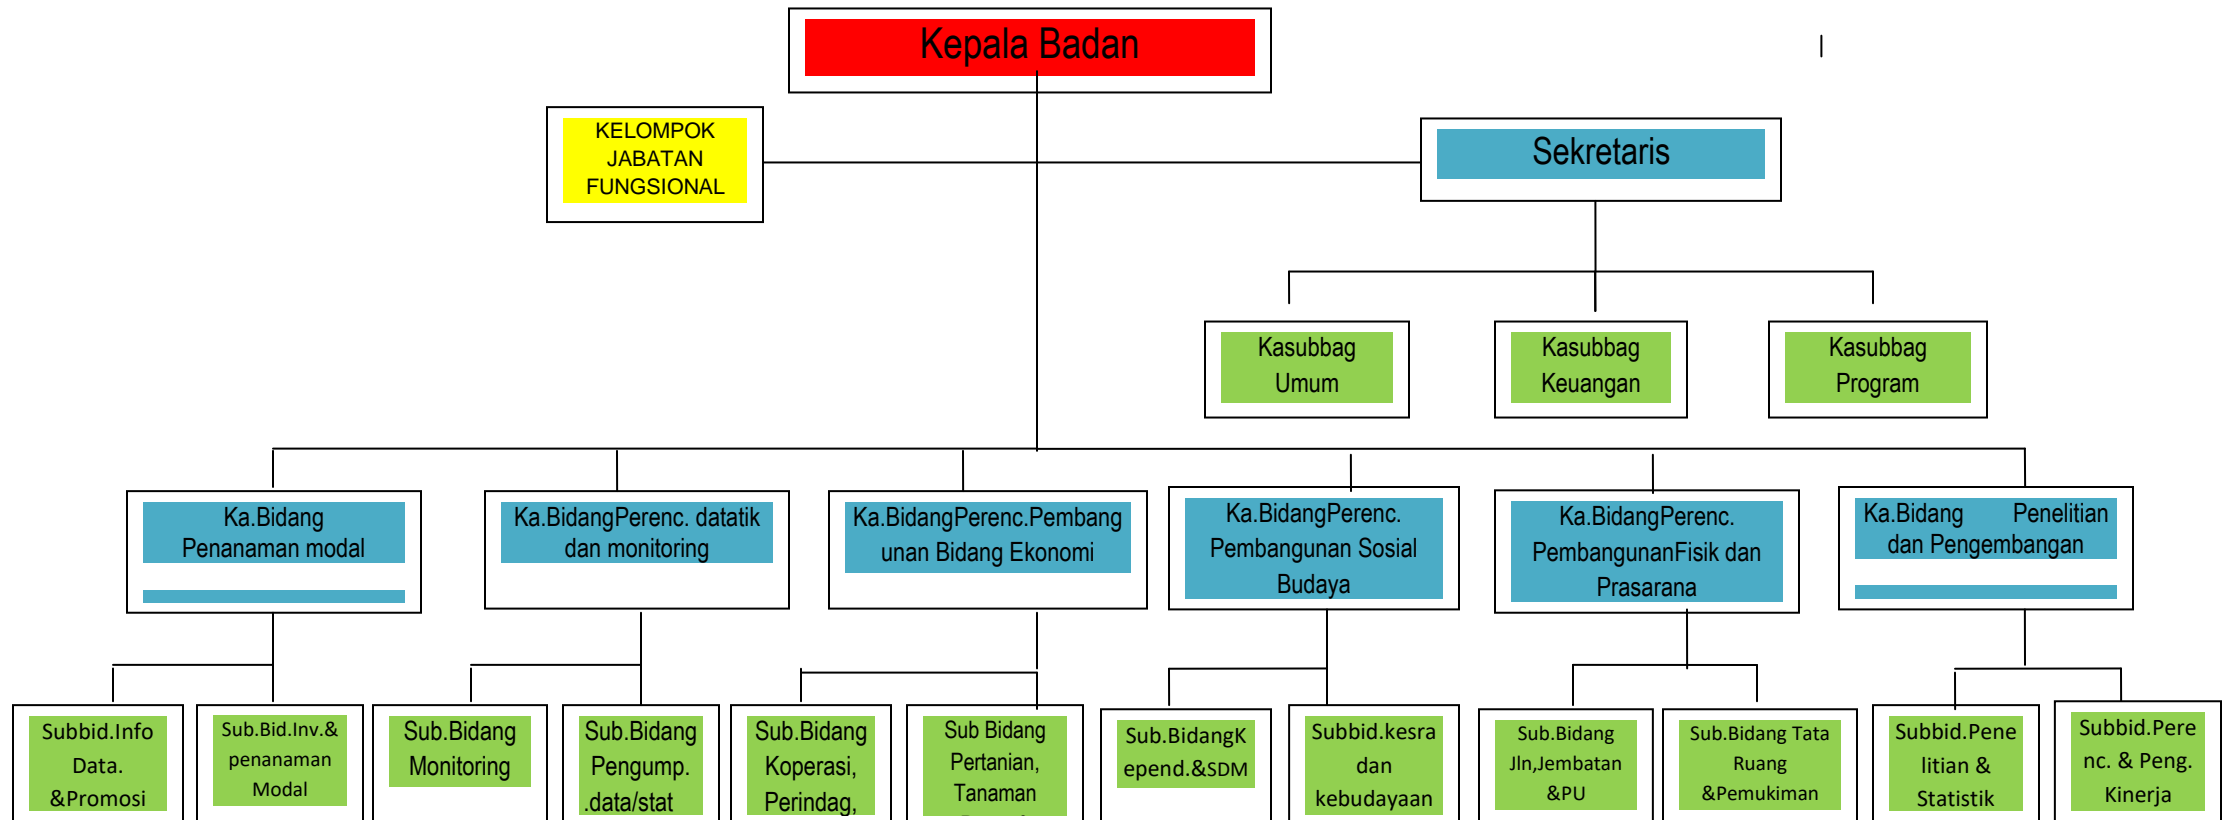 Kepala Badan
KELOMPOK
JABATAN
FUNGSIONAL
Sekretaris
Kasubbag
Umum
Kasubbag
Keuangan
Kasubbag
Program
Ka.Bidang
Penanaman modal
Ka.BidangPerenc. datatik
dan monitoring
Ka.BidangPerenc.Pembang
unan Bidang Ekonomi
Ka.BidangPerenc.
Pembangunan Sosial
Budaya
Ka.BidangPerenc.
PembangunanFisik dan
Prasarana
Ka.Bidang Penelitian
dan Pengembangan
Subbid.Info
Data.
&Promosi
Sub.Bid.Inv.&
penanaman
Modal
Sub.Bidang
Monitoring
Sub.Bidang
Pengump.
.data/stat
Sub.Bidang
Koperasi,
Perindag,
Sub Bidang
Pertanian,
Tanaman
Sub.BidangK
epend.&SDM
Subbid.kesra
dan
kebudayaan
Sub.Bidang
Jln,Jembatan
&PU
Sub.Bidang Tata
Ruang
&Pemukiman
Subbid.Pene
litian &
Statistik
Subbid.Pere
nc. & Peng.
Kinerja